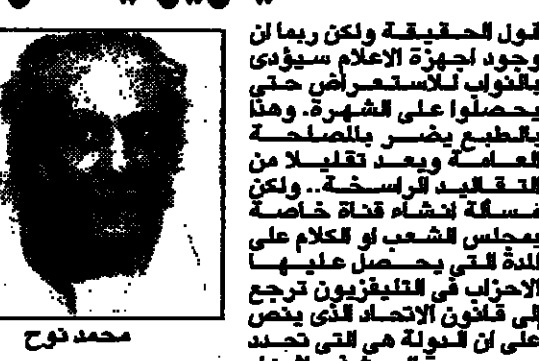 قول الحقيقة ولكن ربما ان
وجود اجهزة الاعلام سيؤدى
بالنواب للاستعراض حتى
يحصلوا على الشهرة. وهذا
بالطبع يضر بالمصلحة
العامة ويعد تقليلا من
التقاليد الراسخة.. ولكن
مسألة انشاء قناة خاصة
بمجلس الشعب او الكلام على
المدة التى يحصل عليها
الاحزاب فى التليفزيون ترجع
إلى قانون الاتحاد الذى ينص
على ان الدولة هى التى تحدد
محمد نوح